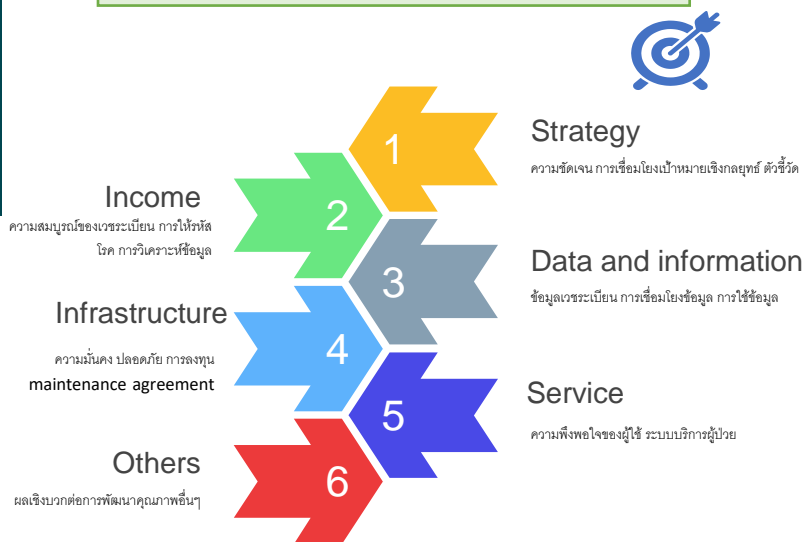 1
Strategy
ความชัดเจน การเชื่อมโยงเป้าหมายเชิงกลยุทธ์ ตัวชี้วัด
Income
ความสมบูรณ์ของเวชระเบียน การให้รหัส
โรค การวิเคราะห์ข้อมูล
2
3
Data and information
ข้อมูลเวชระเบียน การเชื่อมโยงข้อมูล การใช้ข้อมูล
Infrastructure
ความมั่นคง ปลอดภัย การลงทุน
maintenance agreement
4
5
Service
ความพึงพอใจของผู้ใช้ ระบบบริการผู้ป่วย
Others
ผลเชิงบวกต่อการพัฒนาคุณภาพอื่นๆ
6